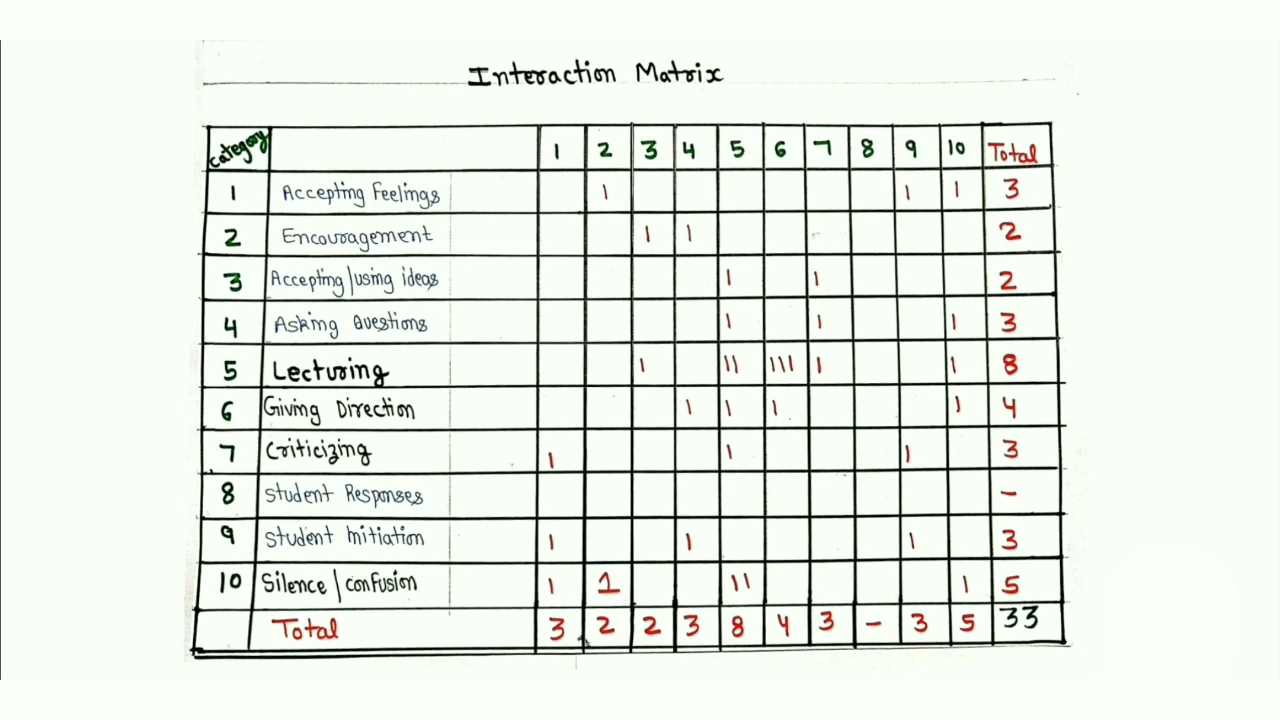 Interaction Matrix
Category 1 2 3 4 5 6 7 8 9 10 Total
1 Accepting Feelings 1 1 1 3
2 Encouragement 1 1 2
3 Accepting/using ideas 1 1 2
4 Asking Questions 1 1 1 3
5 Lecturing 1 11 111 1 1 8
6 Giving Direction 1 1 1 1 4
7 Criticizing 1 1 1 3
8 Student Responses -
9 Student Initiation 1 1 1 3
10 Silence/confusion 1 1 11 1 5
Total 3 2 2 3 8 4 3 - 3 5 33